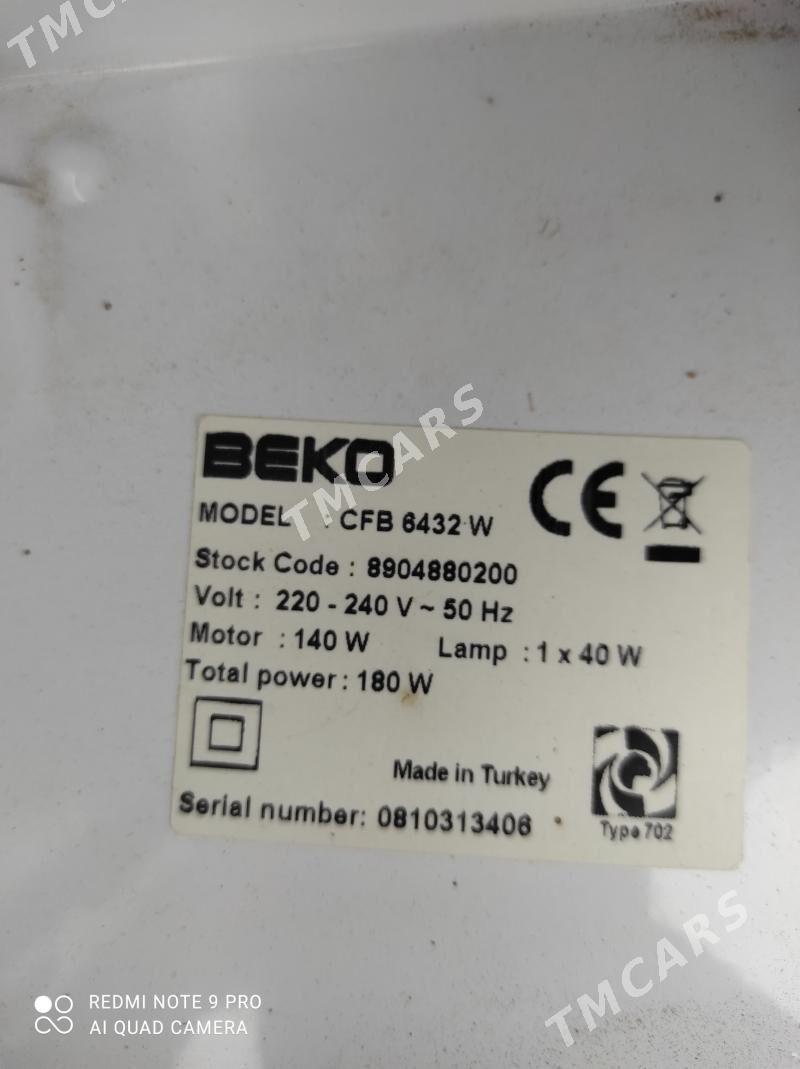 TMCARS
BEKO
TMCARS
MODEL : CFB 6432 W
CE
Stock Code : 8904880200
Volt : 220 - 240 V ~ 50 Hz
Motor : 140 W Lamp : 1 x 40 W
Total power : 180 W
Made in Turkey
Serial number: 0810313406
Type 702
TMCARS
REDMI NOTE 9 PRO
AI QUAD CAMERA